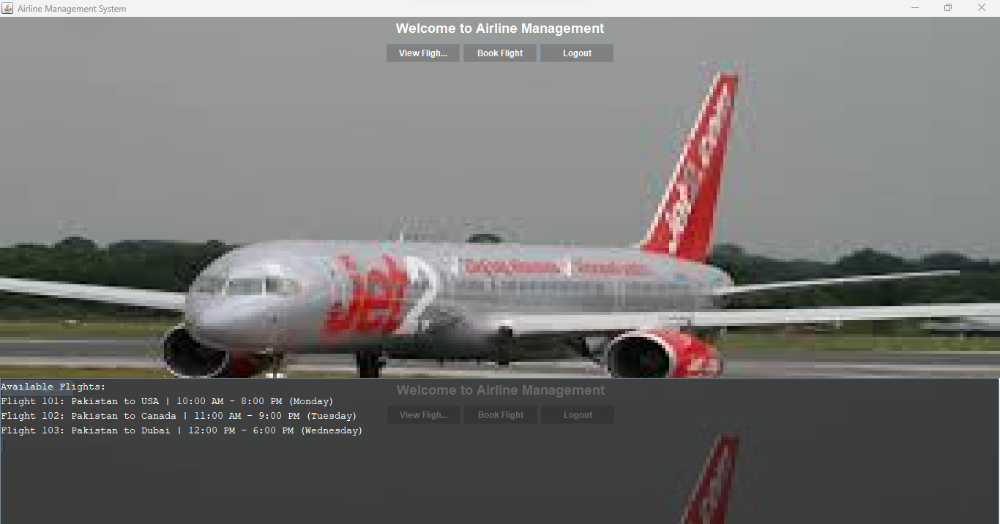 Airline Management System
Welcome to Airline Management
View Fligh... Book Flight Logout
Jet2
Available Flights:
Flight 101: Pakistan to USA | 10:00 AM - 8:00 PM (Monday)
Flight 102: Pakistan to Canada | 11:00 AM - 9:00 PM (Tuesday)
Flight 103: Pakistan to Dubai | 12:00 PM - 6:00 PM (Wednesday)
Welcome to Airline Management
View Fligh... Book Flight Logout